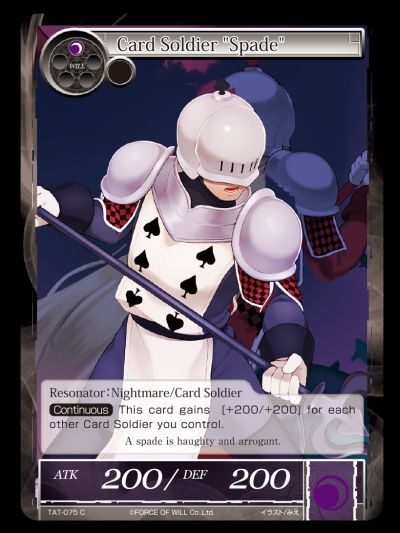 Card Soldier "Spade"
WILL
Resonator:Nightmare/Card Soldier
Continuous This card gains [+200/+200] for each
other Card Soldier you control.
A spade is haughty and arrogant.
ATK 200/ DEF 200
TAT-075 C ©FORCE OF WILL Co.,Ltd. イラスト/みえ